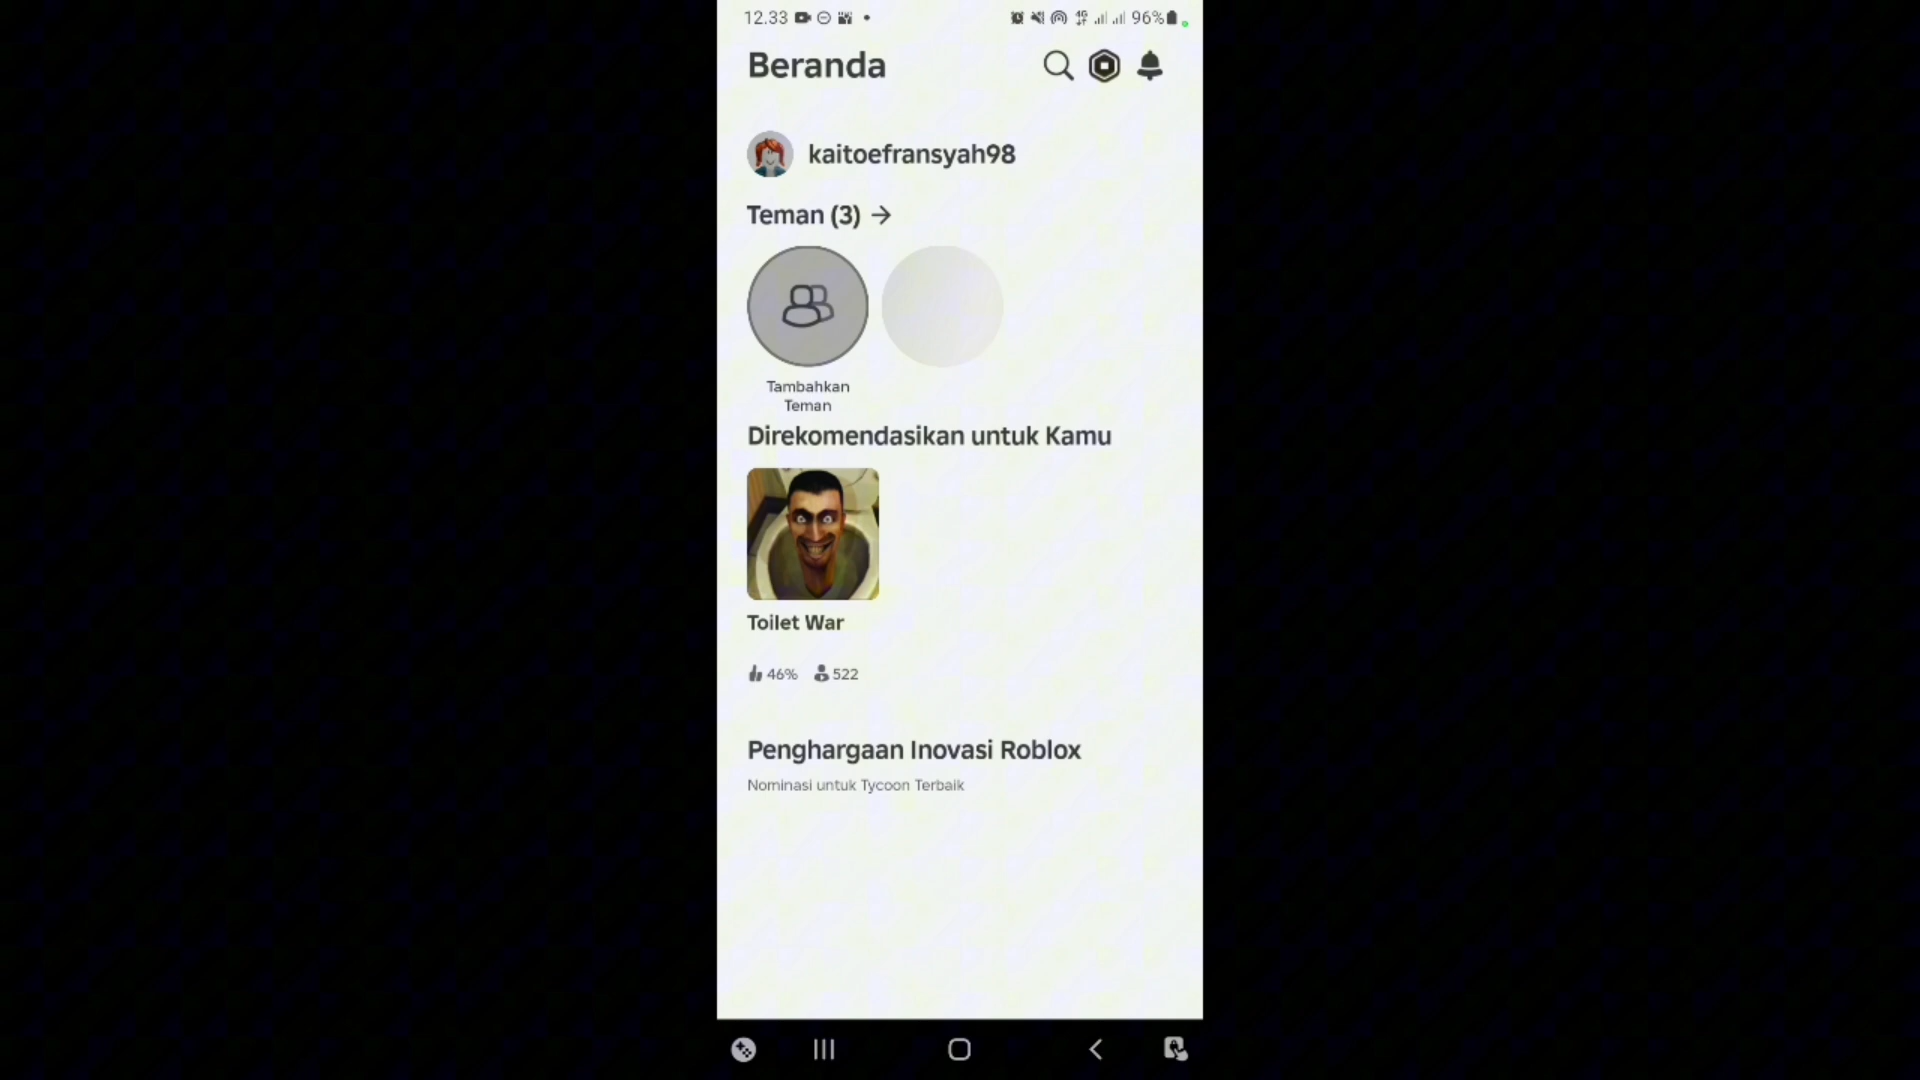 12.33
96%
Beranda
kaitoefransyah98
Teman (3)
Tambahkan
Teman
Direkomendasikan untuk Kamu
Toilet War
46% 522
Penghargaan Inovasi Roblox
Nominasi untuk Tycoon Terbaik